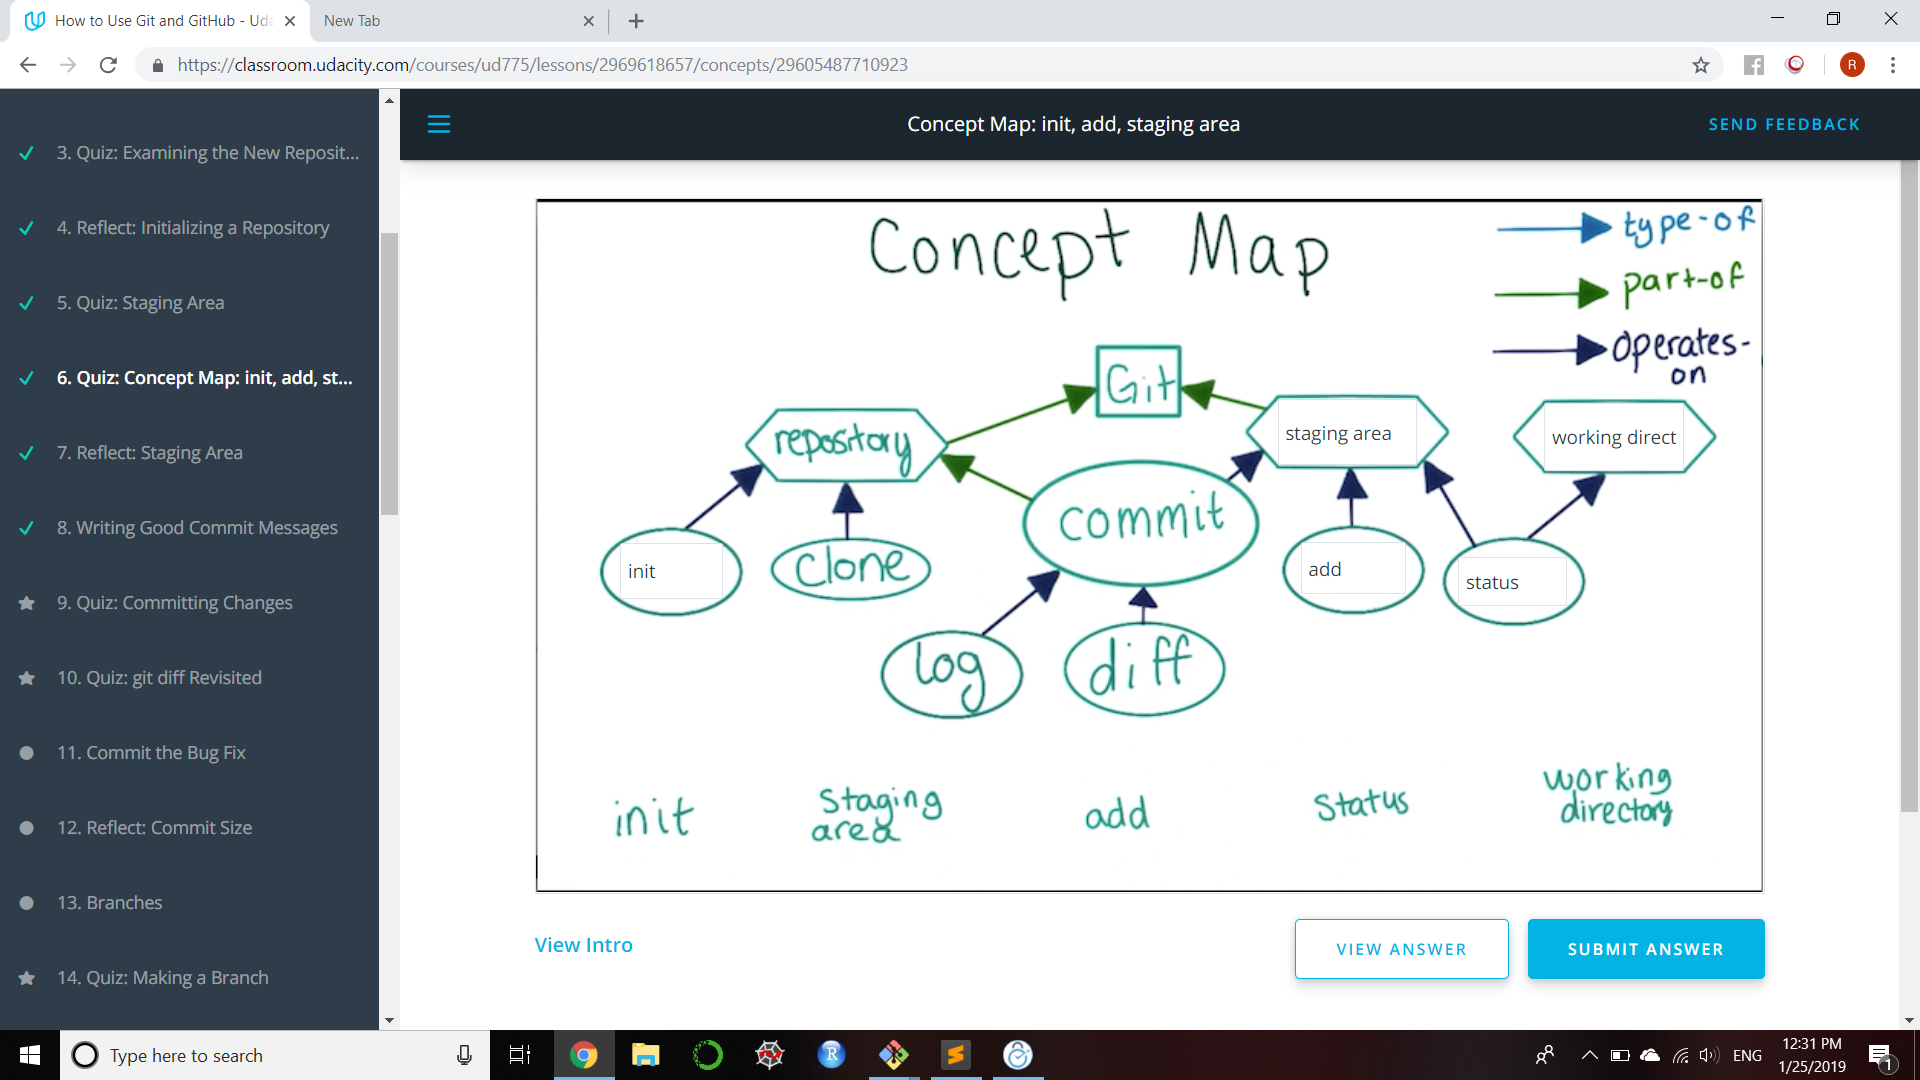 How to Use Git and GitHub - Uda
New Tab
https://classroom.udacity.com/courses/ud775/lessons/2969618657/concepts/29605487710923
R
3. Quiz: Examining the New Reposit...
4. Reflect: Initializing a Repository
5. Quiz: Staging Area
6. Quiz: Concept Map: init, add, st...
7. Reflect: Staging Area
8. Writing Good Commit Messages
9. Quiz: Committing Changes
10. Quiz: git diff Revisited
11. Commit the Bug Fix
12. Reflect: Commit Size
13. Branches
14. Quiz: Making a Branch
Concept Map: init, add, staging area
SEND FEEDBACK
Concept Map
type-of
part-of
operates-
on
Git
repository
staging area
working direct
commit
init
clone
add
status
log
diff
init
staging
area
add
status
working
directory
View Intro
VIEW ANSWER
SUBMIT ANSWER
Type here to search
R
ENG
12:31 PM
1/25/2019
1